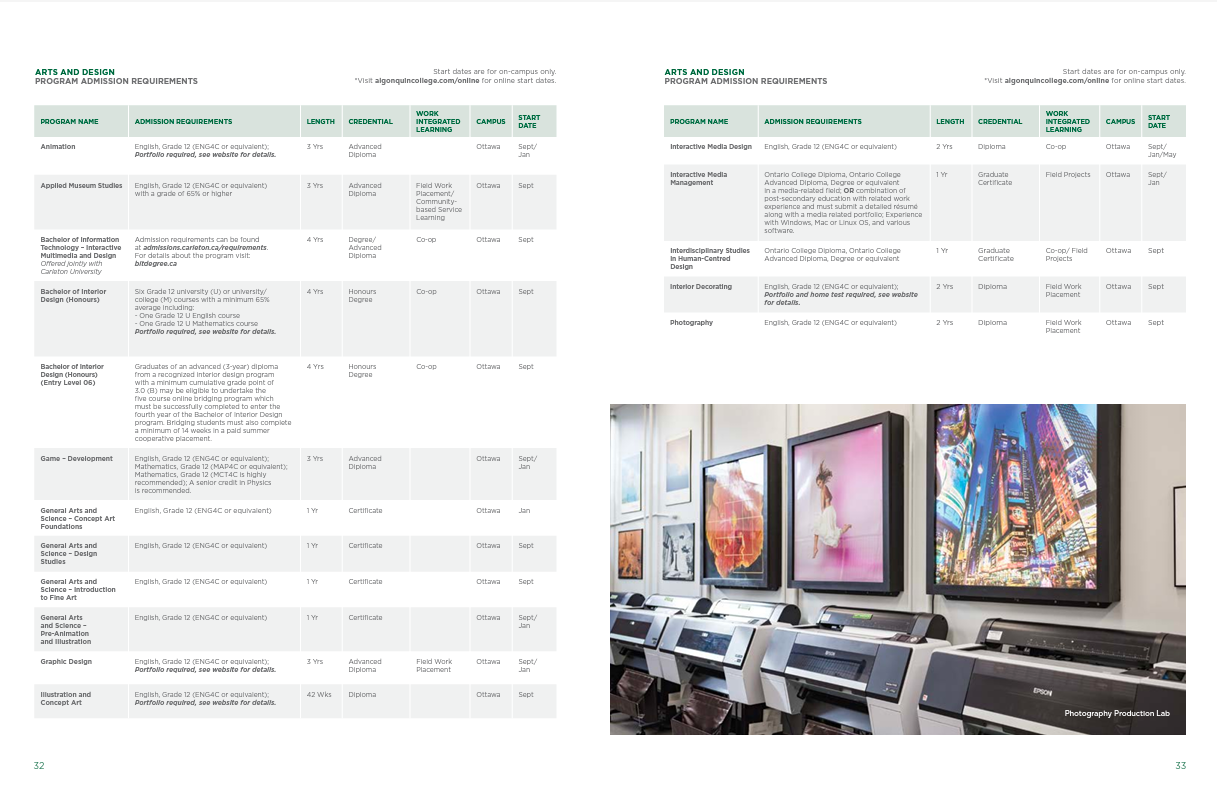 ARTS AND DESIGN
PROGRAM ADMISSION REQUIREMENTS
Start dates are for on-campus only.
*Visit algonquincollege.com/online for online start dates.
PROGRAM NAME
ADMISSION REQUIREMENTS
LENGTH
CREDENTIAL
WORK
INTEGRATED
LEARNING
CAMPUS
START
DATE
Animation
English, Grade 12 (ENG4C or equivalent);
Portfolio required, see website for details.
3 Yrs
Advanced
Diploma
Ottawa
Sept/
Jan
Applied Museum Studies
English, Grade 12 (ENG4C or equivalent)
with a grade of 65% or higher
3 Yrs
Advanced
Diploma
Field Work
Placement/
Community-
based Service
Learning
Ottawa
Sept
Bachelor of Information
Technology – Interactive
Multimedia and Design
Offered jointly with
Carleton University
Admission requirements can be found
at admissions.carleton.ca/requirements.
For details about the program visit:
bitdegree.ca
4 Yrs
Degree/
Advanced
Diploma
Co-op
Ottawa
Sept
Bachelor of Interior
Design (Honours)
Six Grade 12 university (U) or university/
college (M) courses with a minimum 65%
average including:
- One Grade 12 U English course
- One Grade 12 U Mathematics course
Portfolio required, see website for details.
4 Yrs
Honours
Degree
Co-op
Ottawa
Sept
Bachelor of Interior
Design (Honours)
(Entry Level 06)
Graduates of an advanced (3-year) diploma
from a recognized interior design program
with a minimum cumulative grade point of
3.0 (B) may be eligible to undertake the
five course online bridging program which
must be successfully completed to enter the
fourth year of the Bachelor of Interior Design
program. Bridging students must also complete
a minimum of 14 weeks in a paid summer
cooperative placement.
4 Yrs
Honours
Degree
Co-op
Ottawa
Sept
Game – Development
English, Grade 12 (ENG4C or equivalent);
Mathematics, Grade 12 (MAP4C or equivalent);
Mathematics, Grade 12 (MCT4C is highly
recommended); A senior credit in Physics
is recommended.
3 Yrs
Advanced
Diploma
Ottawa
Sept/
Jan
General Arts and
Science – Concept Art
Foundations
English, Grade 12 (ENG4C or equivalent)
1 Yr
Certificate
Ottawa
Jan
General Arts and
Science – Design
Studies
English, Grade 12 (ENG4C or equivalent)
1 Yr
Certificate
Ottawa
Sept
General Arts and
Science – Introduction
to Fine Art
English, Grade 12 (ENG4C or equivalent)
1 Yr
Certificate
Ottawa
Sept
General Arts
and Science –
Pre-Animation
and Illustration
English, Grade 12 (ENG4C or equivalent)
1 Yr
Certificate
Ottawa
Sept/
Jan
Graphic Design
English, Grade 12 (ENG4C or equivalent);
Portfolio required, see website for details.
3 Yrs
Advanced
Diploma
Field Work
Placement
Ottawa
Sept/
Jan
Illustration and
Concept Art
English, Grade 12 (ENG4C or equivalent);
Portfolio required, see website for details.
42 Wks
Diploma
Ottawa
Sept
32
ARTS AND DESIGN
PROGRAM ADMISSION REQUIREMENTS
Start dates are for on-campus only.
*Visit algonquincollege.com/online for online start dates.
PROGRAM NAME
ADMISSION REQUIREMENTS
LENGTH
CREDENTIAL
WORK
INTEGRATED
LEARNING
CAMPUS
START
DATE
Interactive Media Design
English, Grade 12 (ENG4C or equivalent)
2 Yrs
Diploma
Co-op
Ottawa
Sept/
Jan/May
Interactive Media
Management
Ontario College Diploma, Ontario College
Advanced Diploma, Degree or equivalent
in a media-related field; OR combination of
post-secondary education with related work
experience and must submit a detailed résumé
along with a media related portfolio; Experience
with Windows, Mac or Linux OS, and various
software.
1 Yr
Graduate
Certificate
Field Projects
Ottawa
Sept/
Jan
Interdisciplinary Studies
in Human-Centred
Design
Ontario College Diploma, Ontario College
Advanced Diploma, Degree or equivalent
1 Yr
Graduate
Certificate
Co-op/ Field
Projects
Ottawa
Sept
Interior Decorating
English, Grade 12 (ENG4C or equivalent);
Portfolio and home test required, see website
for details.
2 Yrs
Diploma
Field Work
Placement
Ottawa
Sept
Photography
English, Grade 12 (ENG4C or equivalent)
2 Yrs
Diploma
Field Work
Placement
Ottawa
Sept
EPSON
Photography Production Lab
33